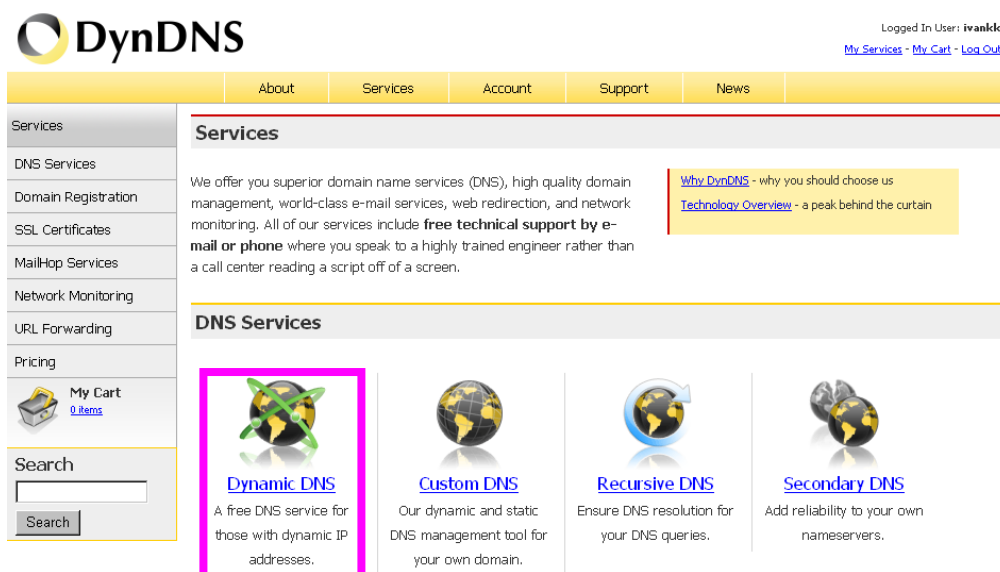 DynDNS
Logged In User: ivankk
My Services - My Cart - Log Out
About Services Account Support News
Services
DNS Services
Domain Registration
SSL Certificates
MailHop Services
Network Monitoring
URL Forwarding
Pricing
My Cart
0 items
Search
Search
Services
We offer you superior domain name services (DNS), high quality domain
management, world-class e-mail services, web redirection, and network
monitoring. All of our services include free technical support by e-
mail or phone where you speak to a highly trained engineer rather than
a call center reading a script off of a screen.
Why DynDNS - why you should choose us
Technology Overview - a peak behind the curtain
DNS Services
Dynamic DNS
A free DNS service for
those with dynamic IP
addresses.
Custom DNS
Our dynamic and static
DNS management tool for
your own domain.
Recursive DNS
Ensure DNS resolution for
your DNS queries.
Secondary DNS
Add reliability to your own
nameservers.